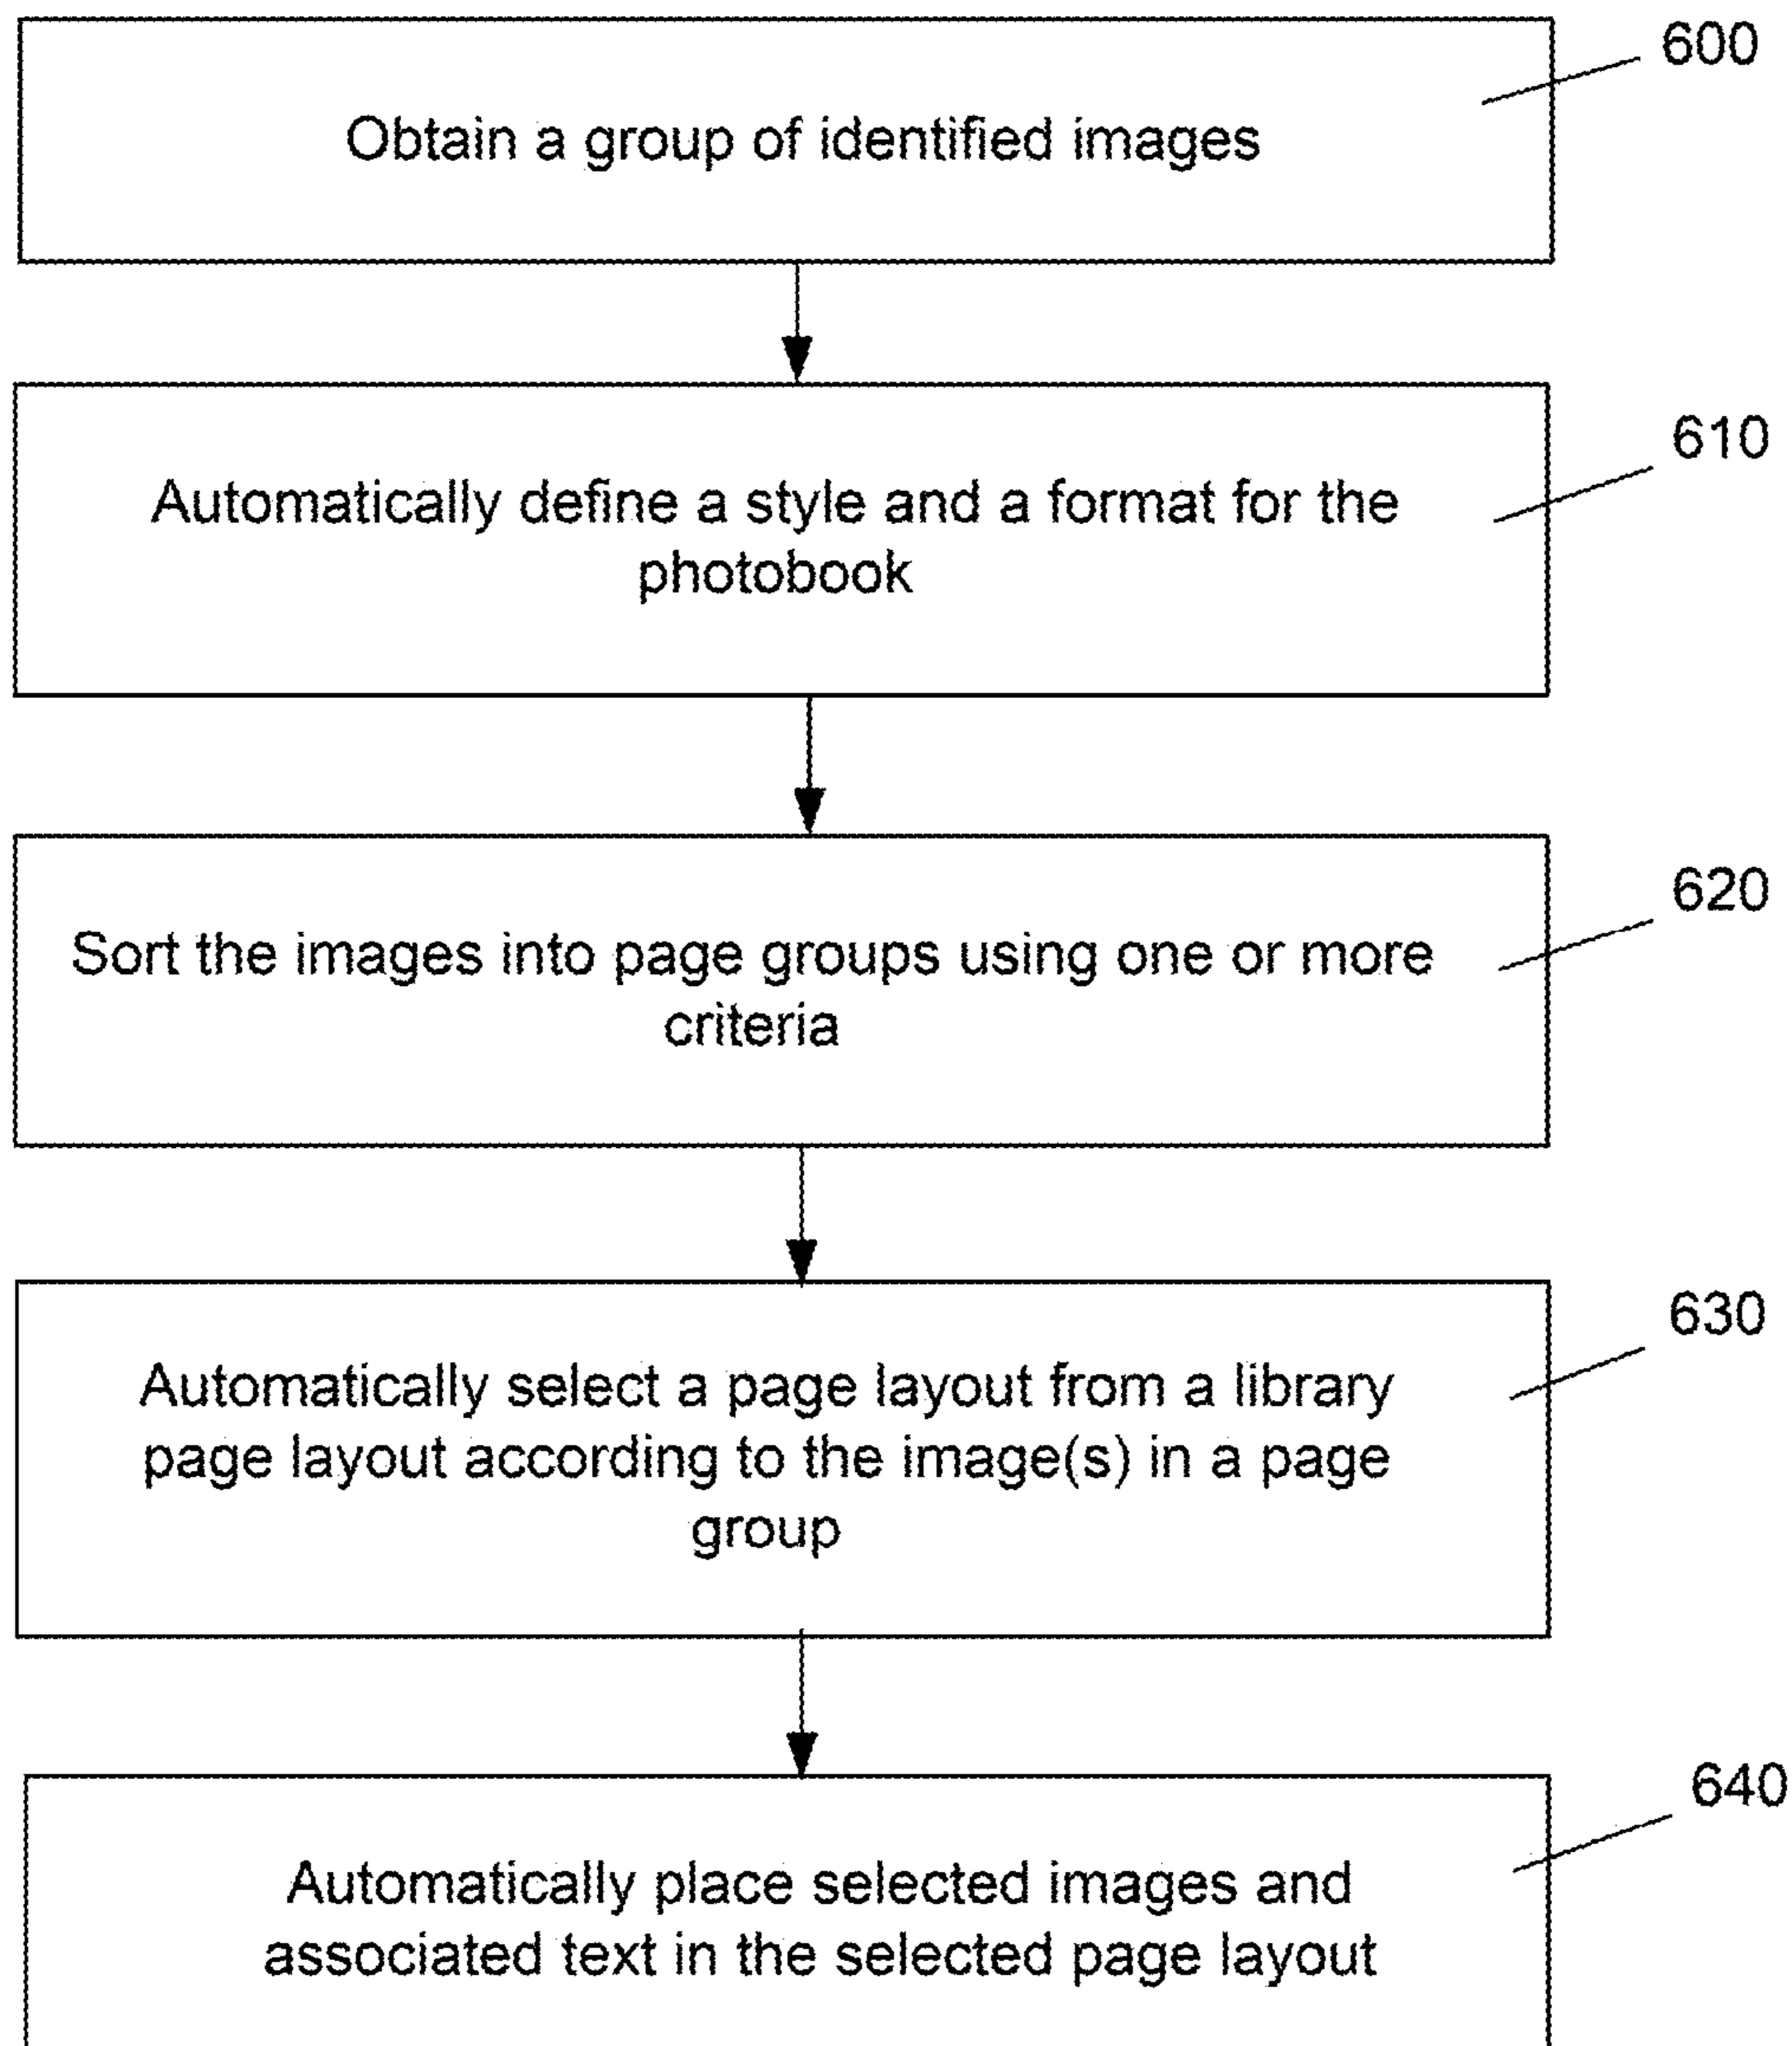 600
Obtain a group of identified images
610
Automatically define a style and a format for the
photobook
620
Sort the images into page groups using one or more
criteria
630
Automatically select a page layout from a library
page layout according to the image(s) in a page
group
640
Automatically place selected images and
associated text in the selected page layout